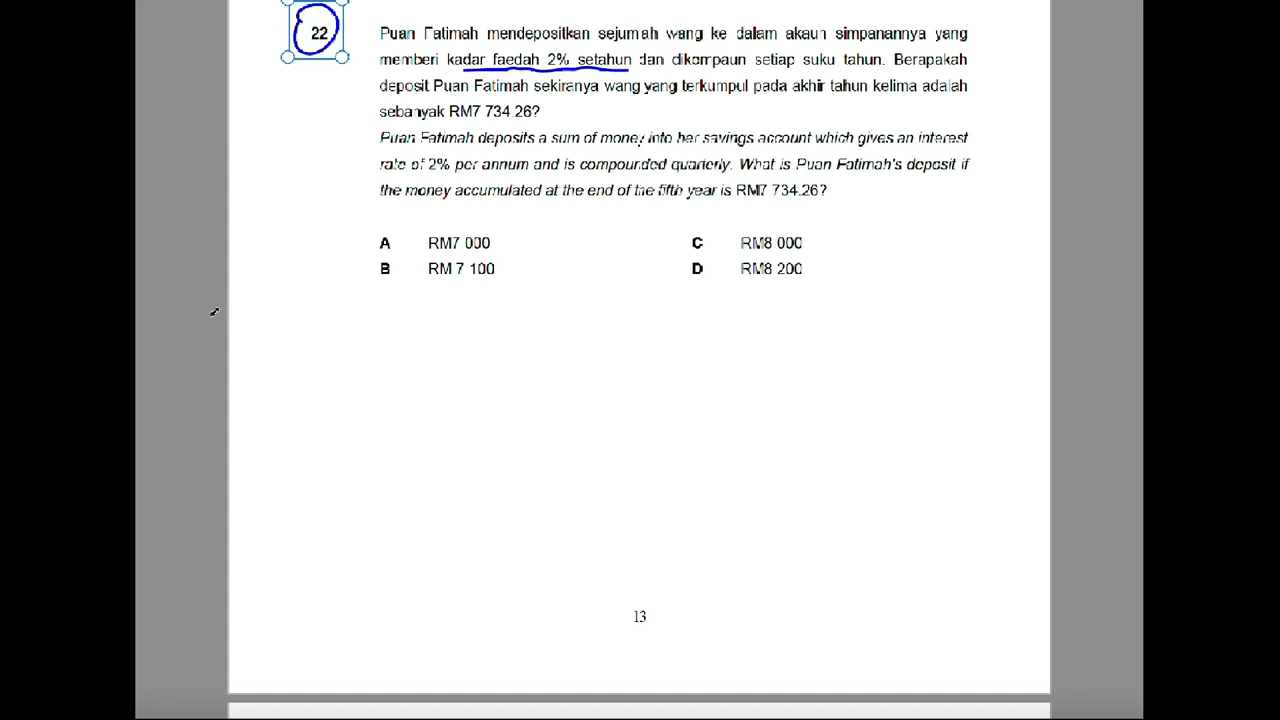 22. Puan Fatimah mendepositkan sejumlah wang ke dalam akaun simpanannya yang
memberi kadar faedah 2% setahun dan dikompaun setiap suku tahun. Berapakah
deposit Puan Fatimah sekiranya wang yang terkumpul pada akhir tahun kelima adalah
sebanyak RM7 734.26?
Puan Fatimah deposits a sum of money into her savings account which gives an interest
rate of 2% per annum and is compounded quarterly. What is Puan Fatimah's deposit if
the money accumulated at the end of the fifth year is RM7 734.26?
A RM7 000 C RM8 000
B RM 7 100 D RM8 200
13